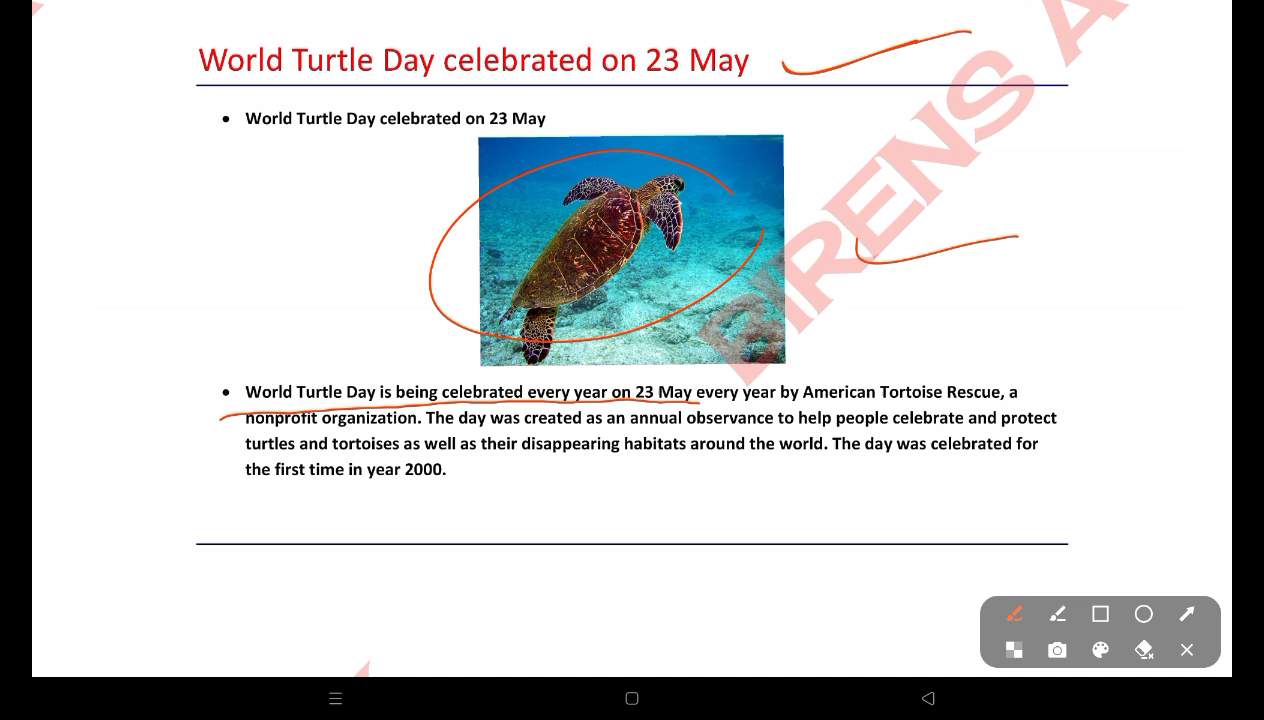 World Turtle Day celebrated on 23 May
• World Turtle Day celebrated on 23 May
BIRENS A
• World Turtle Day is being celebrated every year on 23 May every year by American Tortoise Rescue, a
nonprofit organization. The day was created as an annual observance to help people celebrate and protect
turtles and tortoises as well as their disappearing habitats around the world. The day was celebrated for
the first time in year 2000.